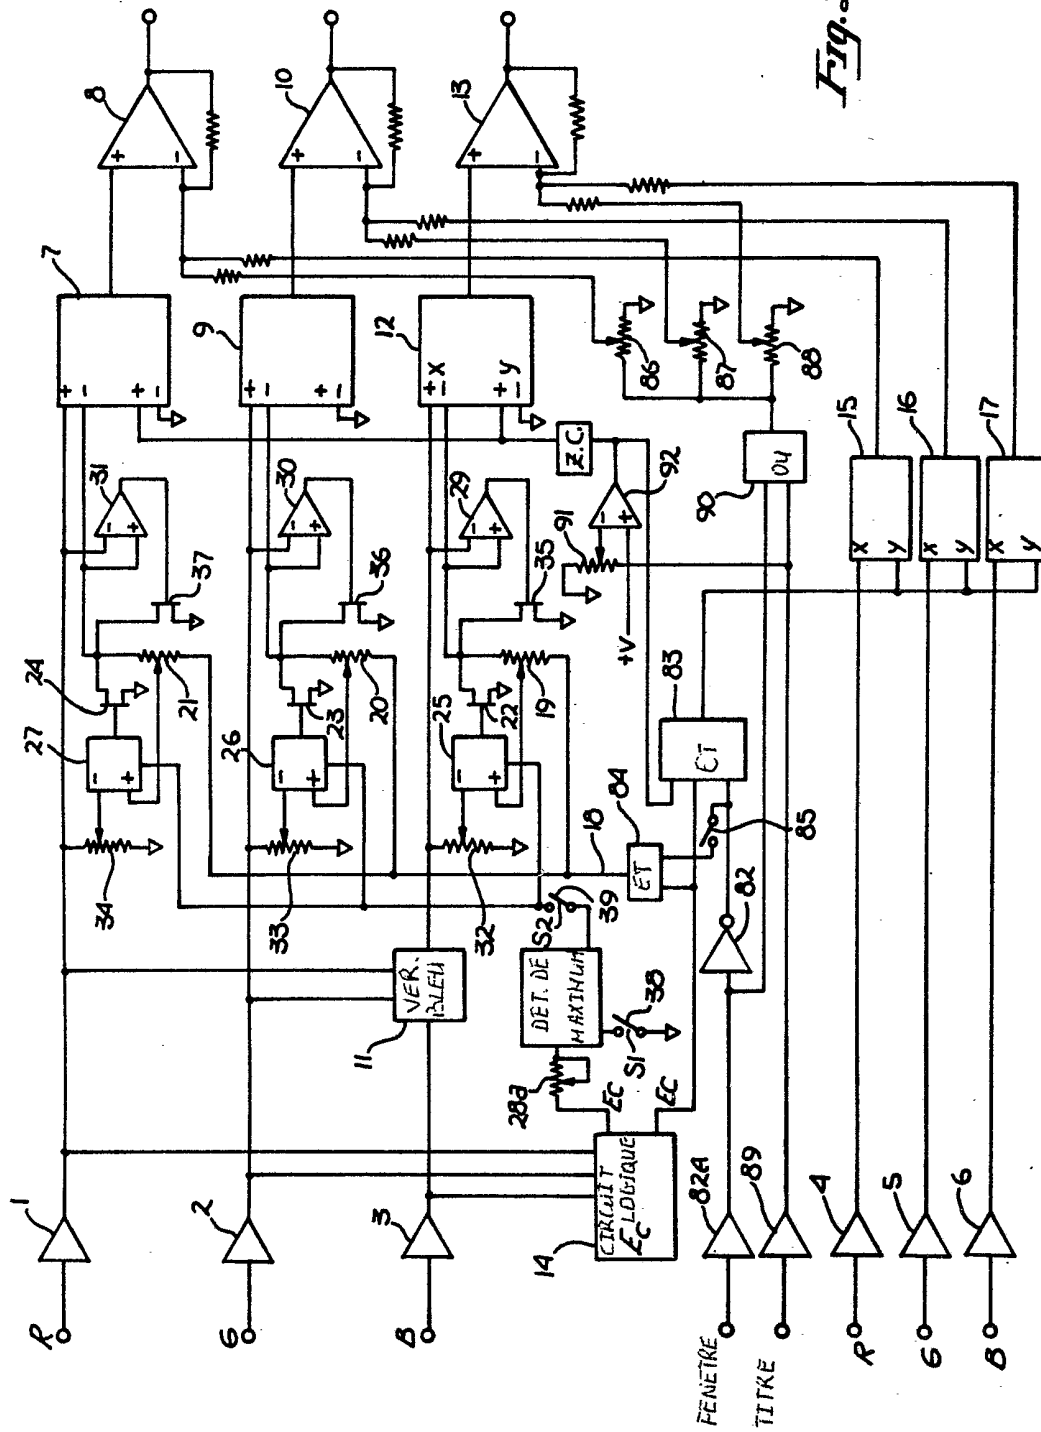 Fig.
R
1
G
2
B
3
FENETRE
82A
TITRE
89
R
4
G
5
B
6
34
27
24
21
37
31
7
+
-
+
-
8
+
-
33
26
23
20
36
30
9
+
-
+
-
10
+
-
11
VER.
BLEU
32
25
22
19
35
29
12
+
- X
+
- Y
13
+
-
14
CIRCUIT
EC LOGIQUE
EC
EC
28a
DET. DE
MAXIMUM
S1
38
S2
39
18
84
ET
82
85
83
ET
+V
91
92
-
+
Z.C.
90
OU
86
87
88
15
X
Y
16
X
Y
17
X
Y